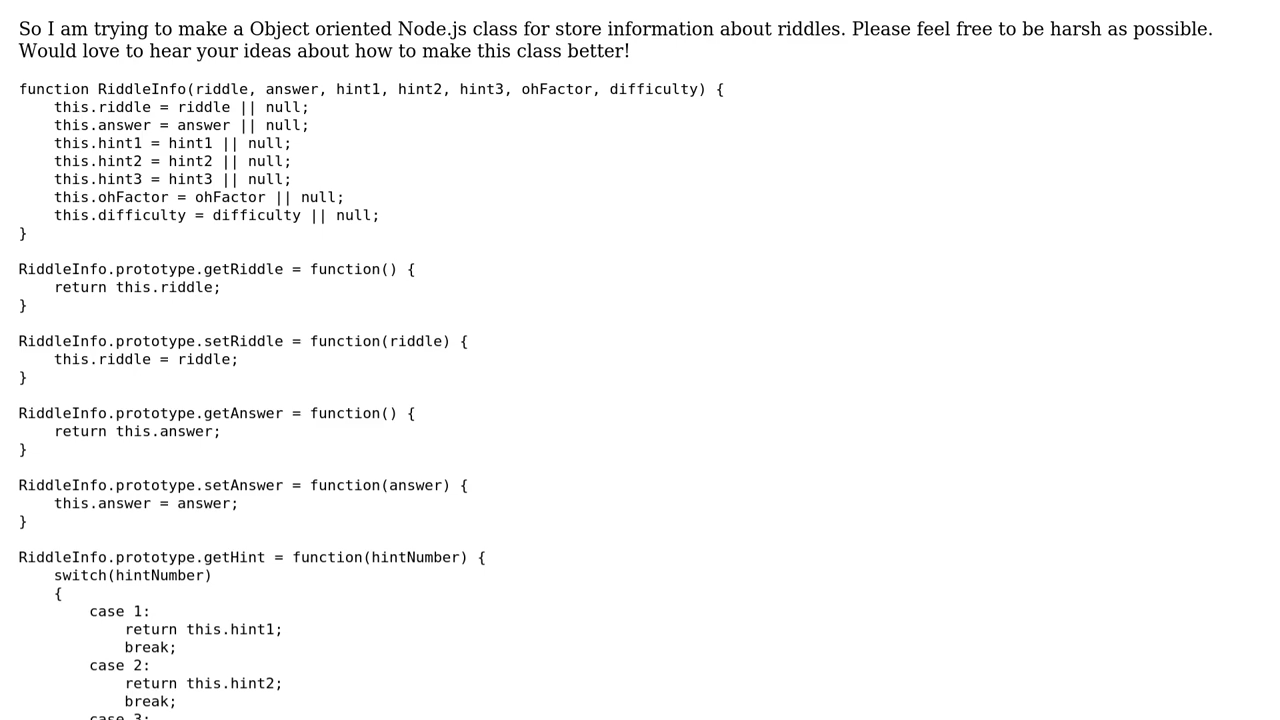 So I am trying to make a Object oriented Node.js class for store information about riddles. Please feel free to be harsh as possible.
Would love to hear your ideas about how to make this class better!
function RiddleInfo(riddle, answer, hint1, hint2, hint3, ohFactor, difficulty) {
    this.riddle = riddle || null;
    this.answer = answer || null;
    this.hint1 = hint1 || null;
    this.hint2 = hint2 || null;
    this.hint3 = hint3 || null;
    this.ohFactor = ohFactor || null;
    this.difficulty = difficulty || null;
}
RiddleInfo.prototype.getRiddle = function() {
    return this.riddle;
}
RiddleInfo.prototype.setRiddle = function(riddle) {
    this.riddle = riddle;
}
RiddleInfo.prototype.getAnswer = function() {
    return this.answer;
}
RiddleInfo.prototype.setAnswer = function(answer) {
    this.answer = answer;
}
RiddleInfo.prototype.getHint = function(hintNumber) {
    switch(hintNumber)
    {
        case 1:
            return this.hint1;
            break;
        case 2:
            return this.hint2;
            break;
        case 3: